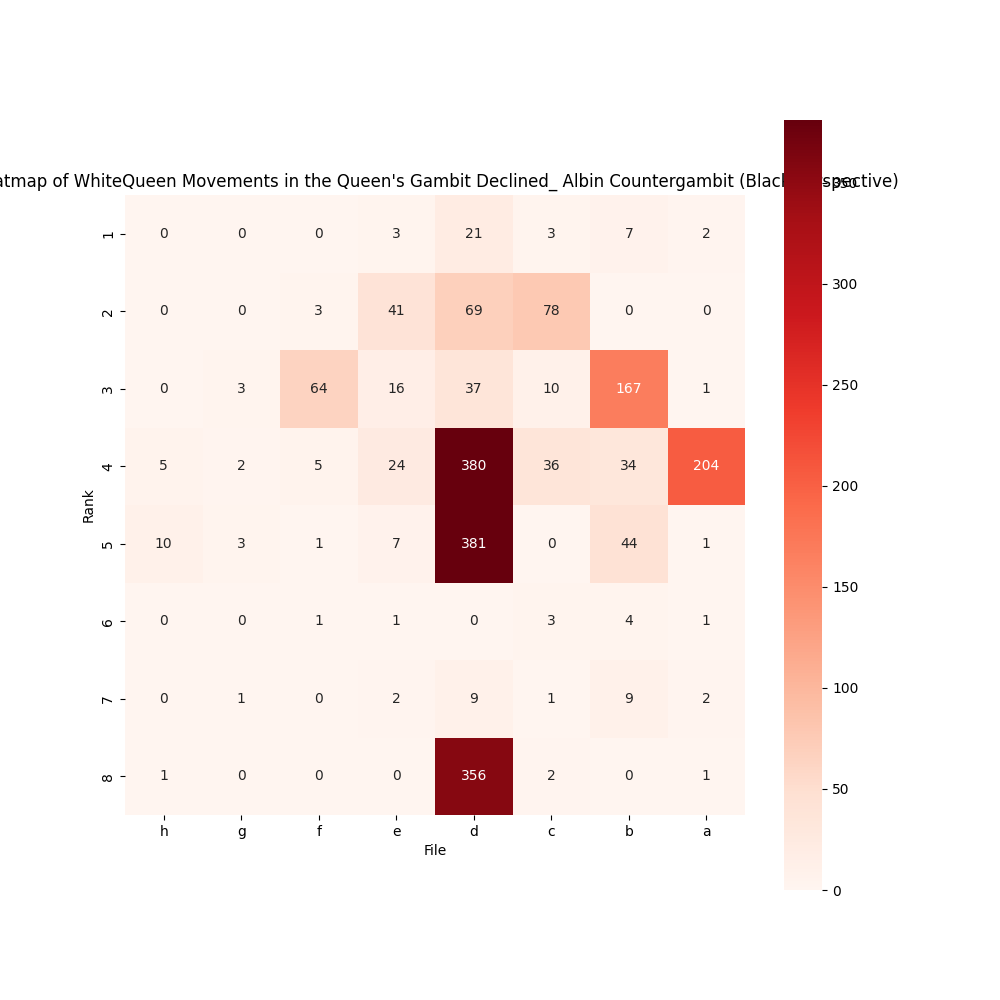 atmap of WhiteQueen Movements in the Queen's Gambit Declined_ Albin Countergambit (Black Perspective)
350
1 0 0 0 3 21 3 7 2
300
2 0 0 3 41 69 78 0 0
250
3 0 3 64 16 37 10 167 1
4 5 2 5 24 380 36 34 204
200
Rank
5 10 3 1 7 381 0 44 1
150
6 0 0 1 1 0 3 4 1
100
7 0 1 0 2 9 1 9 2
50
8 1 0 0 0 356 2 0 1
h g f e d c b a
File
0